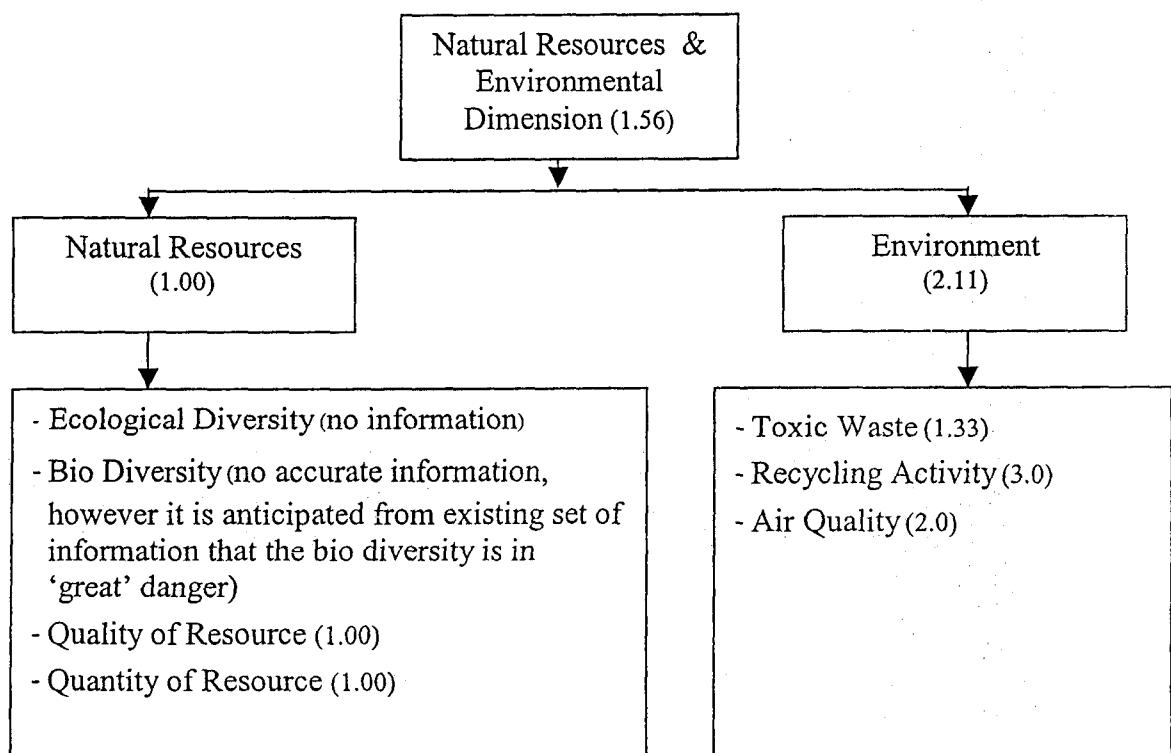 Natural Resources &
Environmental
Dimension (1.56)
Natural Resources
(1.00)
Environment
(2.11)
- Ecological Diversity (no information)
- Bio Diversity (no accurate information,
however it is anticipated from existing set of
information that the bio diversity is in
‘great’ danger)
- Quality of Resource (1.00)
- Quantity of Resource (1.00)
- Toxic Waste (1.33)
- Recycling Activity (3.0)
- Air Quality (2.0)